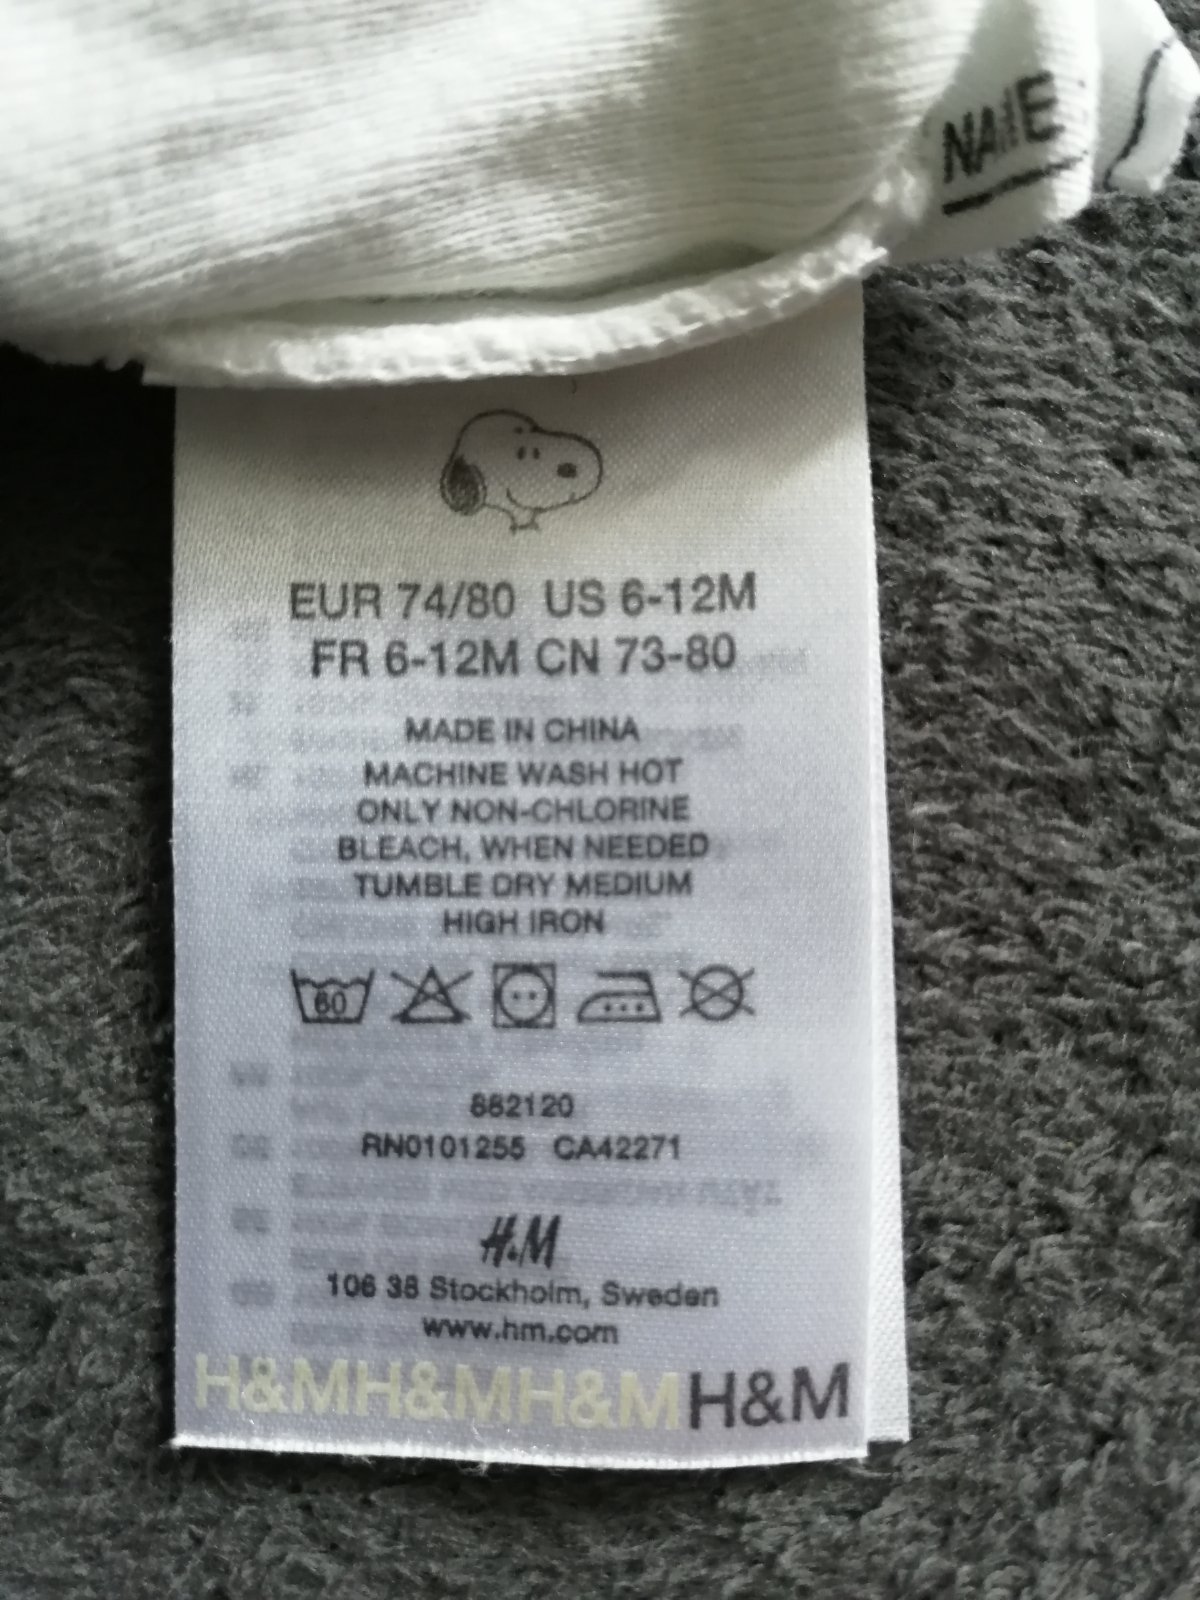 NAME
EUR 74/80 US 6-12M
FR 6-12M CN 73-80
MADE IN CHINA
MACHINE WASH HOT
ONLY NON-CHLORINE
BLEACH, WHEN NEEDED
TUMBLE DRY MEDIUM
HIGH IRON
60
882120
RN0101255 CA42271
H&M
106 38 Stockholm, Sweden
www.hm.com
H&MH&MH&MH&M